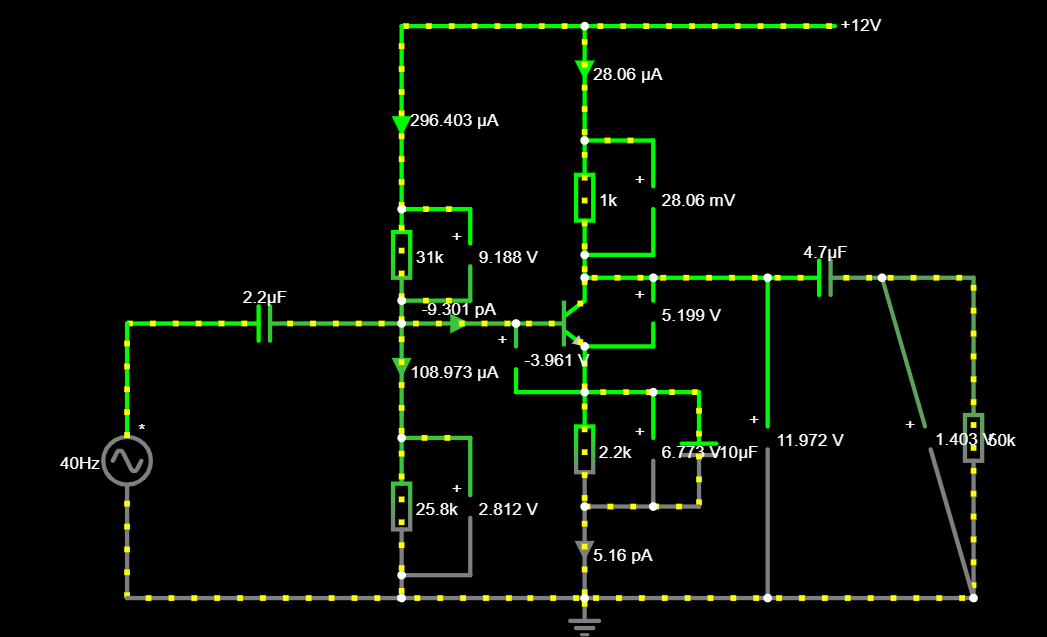 +12V
28.06 µA
296.403 µA
+
1k
28.06 mV
+
31k
9.188 V
4.7µF
2.2µF
+
-9.301 pA
5.199 V
+
-3.961 V
108.973 µA
+
*
+
+
40Hz
2.2k
6.773 V
10µF
11.972 V
1.403 V
+
25.8k
2.812 V
5.16 pA